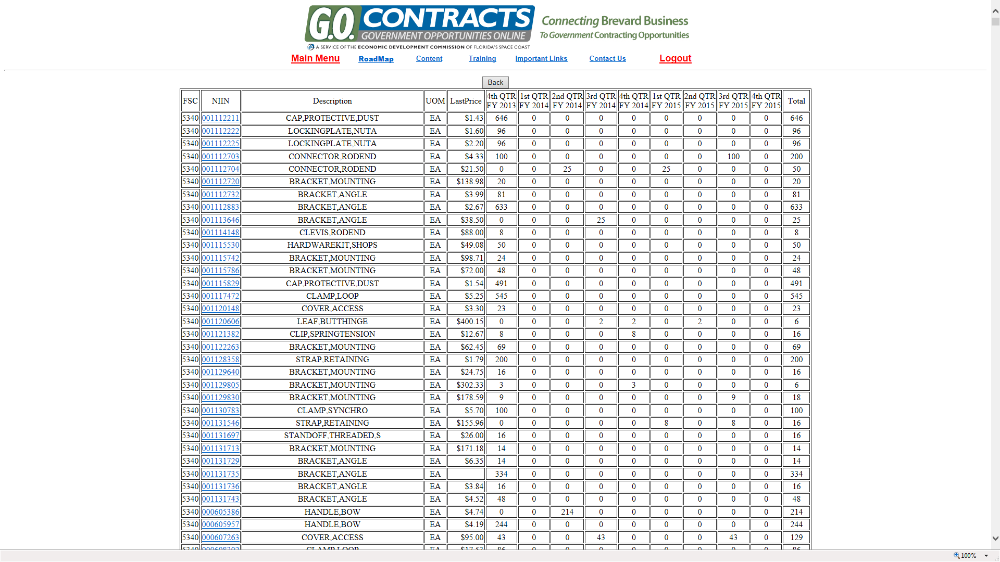 G.O. CONTRACTS
GOVERNMENT OPPORTUNITIES ONLINE
Connecting Brevard Business
To Government Contracting Opportunities
A SERVICE OF THE ECONOMIC DEVELOPMENT COMMISSION OF FLORIDA'S SPACE COAST
Main Menu RoadMap Content Training Important Links Contact Us Logout
Back
FSC NIIN Description UOM LastPrice 4th QTR FY 2013 1st QTR FY 2014 2nd QTR FY 2014 3rd QTR FY 2014 4th QTR FY 2014 1st QTR FY 2015 2nd QTR FY 2015 3rd QTR FY 2015 4th QTR FY 2015 Total
5340 001112211 CAP,PROTECTIVE,DUST EA $1.43 646 0 0 0 0 0 0 0 0 646
5340 001112222 LOCKINGPLATE,NUTA EA $1.60 96 0 0 0 0 0 0 0 0 96
5340 001112225 LOCKINGPLATE,NUTA EA $2.20 96 0 0 0 0 0 0 0 0 96
5340 001112703 CONNECTOR,RODEND EA $4.33 100 0 0 0 0 0 0 100 0 200
5340 001112704 CONNECTOR,RODEND EA $21.50 0 0 25 0 0 25 0 0 0 50
5340 001112720 BRACKET,MOUNTING EA $138.98 20 0 0 0 0 0 0 0 0 20
5340 001112732 BRACKET,ANGLE EA $3.99 81 0 0 0 0 0 0 0 0 81
5340 001112883 BRACKET,ANGLE EA $2.67 633 0 0 0 0 0 0 0 0 633
5340 001113646 BRACKET,ANGLE EA $38.50 0 0 0 25 0 0 0 0 0 25
5340 001114148 CLEVIS,RODEND EA $88.00 8 0 0 0 0 0 0 0 0 8
5340 001115530 HARDWAREKIT,SHOPS EA $49.08 50 0 0 0 0 0 0 0 0 50
5340 001115742 BRACKET,MOUNTING EA $98.71 24 0 0 0 0 0 0 0 0 24
5340 001115786 BRACKET,MOUNTING EA $72.00 48 0 0 0 0 0 0 0 0 48
5340 001115829 CAP,PROTECTIVE,DUST EA $1.54 491 0 0 0 0 0 0 0 0 491
5340 001117472 CLAMP,LOOP EA $5.25 545 0 0 0 0 0 0 0 0 545
5340 001120148 COVER,ACCESS EA $3.30 23 0 0 0 0 0 0 0 0 23
5340 001120606 LEAF,BUTTHINGE EA $400.15 0 0 0 2 2 0 2 0 0 6
5340 001121382 CLIP,SPRINGTENSION EA $12.67 8 0 0 0 8 0 0 0 0 16
5340 001122263 BRACKET,MOUNTING EA $62.45 69 0 0 0 0 0 0 0 0 69
5340 001128358 STRAP,RETAINING EA $1.79 200 0 0 0 0 0 0 0 0 200
5340 001129640 BRACKET,MOUNTING EA $24.75 16 0 0 0 0 0 0 0 0 16
5340 001129805 BRACKET,MOUNTING EA $302.33 3 0 0 0 3 0 0 0 0 6
5340 001129830 BRACKET,MOUNTING EA $178.59 9 0 0 0 0 0 0 9 0 18
5340 001130783 CLAMP,SYNCHRO EA $5.70 100 0 0 0 0 0 0 0 0 100
5340 001131546 STRAP,RETAINING EA $155.96 0 0 0 0 0 8 0 8 0 16
5340 001131697 STANDOFF,THREADED,S EA $26.00 16 0 0 0 0 0 0 0 0 16
5340 001131713 BRACKET,MOUNTING EA $171.18 14 0 0 0 0 0 0 0 0 14
5340 001131729 BRACKET,ANGLE EA $6.35 14 0 0 0 0 0 0 0 0 14
5340 001131735 BRACKET,ANGLE EA 334 0 0 0 0 0 0 0 0 334
5340 001131736 BRACKET,ANGLE EA $3.84 16 0 0 0 0 0 0 0 0 16
5340 001131743 BRACKET,ANGLE EA $4.52 48 0 0 0 0 0 0 0 0 48
5340 000605386 HANDLE,BOW EA $4.74 0 0 214 0 0 0 0 0 0 214
5340 000605957 HANDLE,BOW EA $4.19 244 0 0 0 0 0 0 0 0 244
5340 000607263 COVER,ACCESS EA $95.00 43 0 0 43 0 0 0 43 0 129
5340 CLAMP,LOOP EA 86 0 0 0 0 0 0 0 0 86
100%